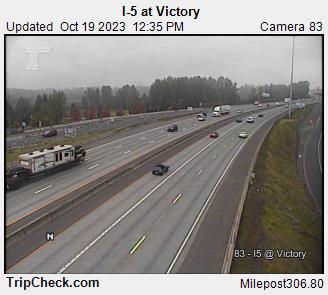 I-5 at Victory
Updated Oct 19 2023 12:35 PM Camera 83
N
83 - I5 @ Victory
TripCheck.com Milepost306.80